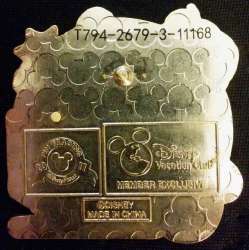 T794-2679-3-11168
Disney
Vacation Club
MEMBER EXCLUSIVE
©DISNEY
MADE IN CHINA